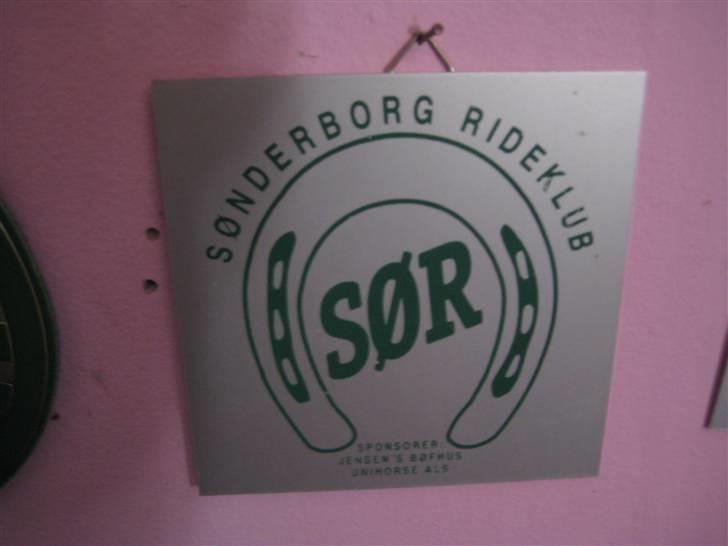 SØNDERBORG RIDEKLUB
SØR
SPONSORER:
JENSEN'S BØFHUS
UNIHORSE ALS